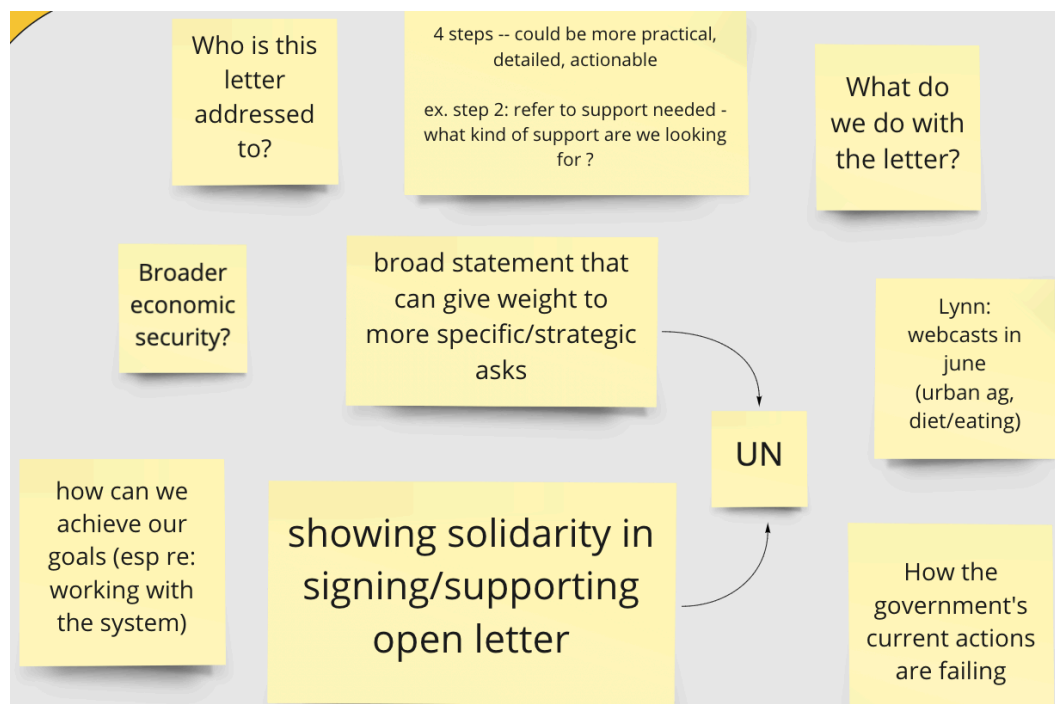 Who is this
letter
addressed
to?
4 steps -- could be more practical,
detailed, actionable
ex. step 2: refer to support needed -
what kind of support are we looking
for ?
What do
we do with
the letter?
Broader
economic
security?
broad statement that
can give weight to
more specific/strategic
asks
Lynn:
webcasts in
june
(urban ag,
diet/eating)
UN
how can we
achieve our
goals (esp re:
working with
the system)
showing solidarity in
signing/supporting
open letter
How the
government's
current actions
are failing